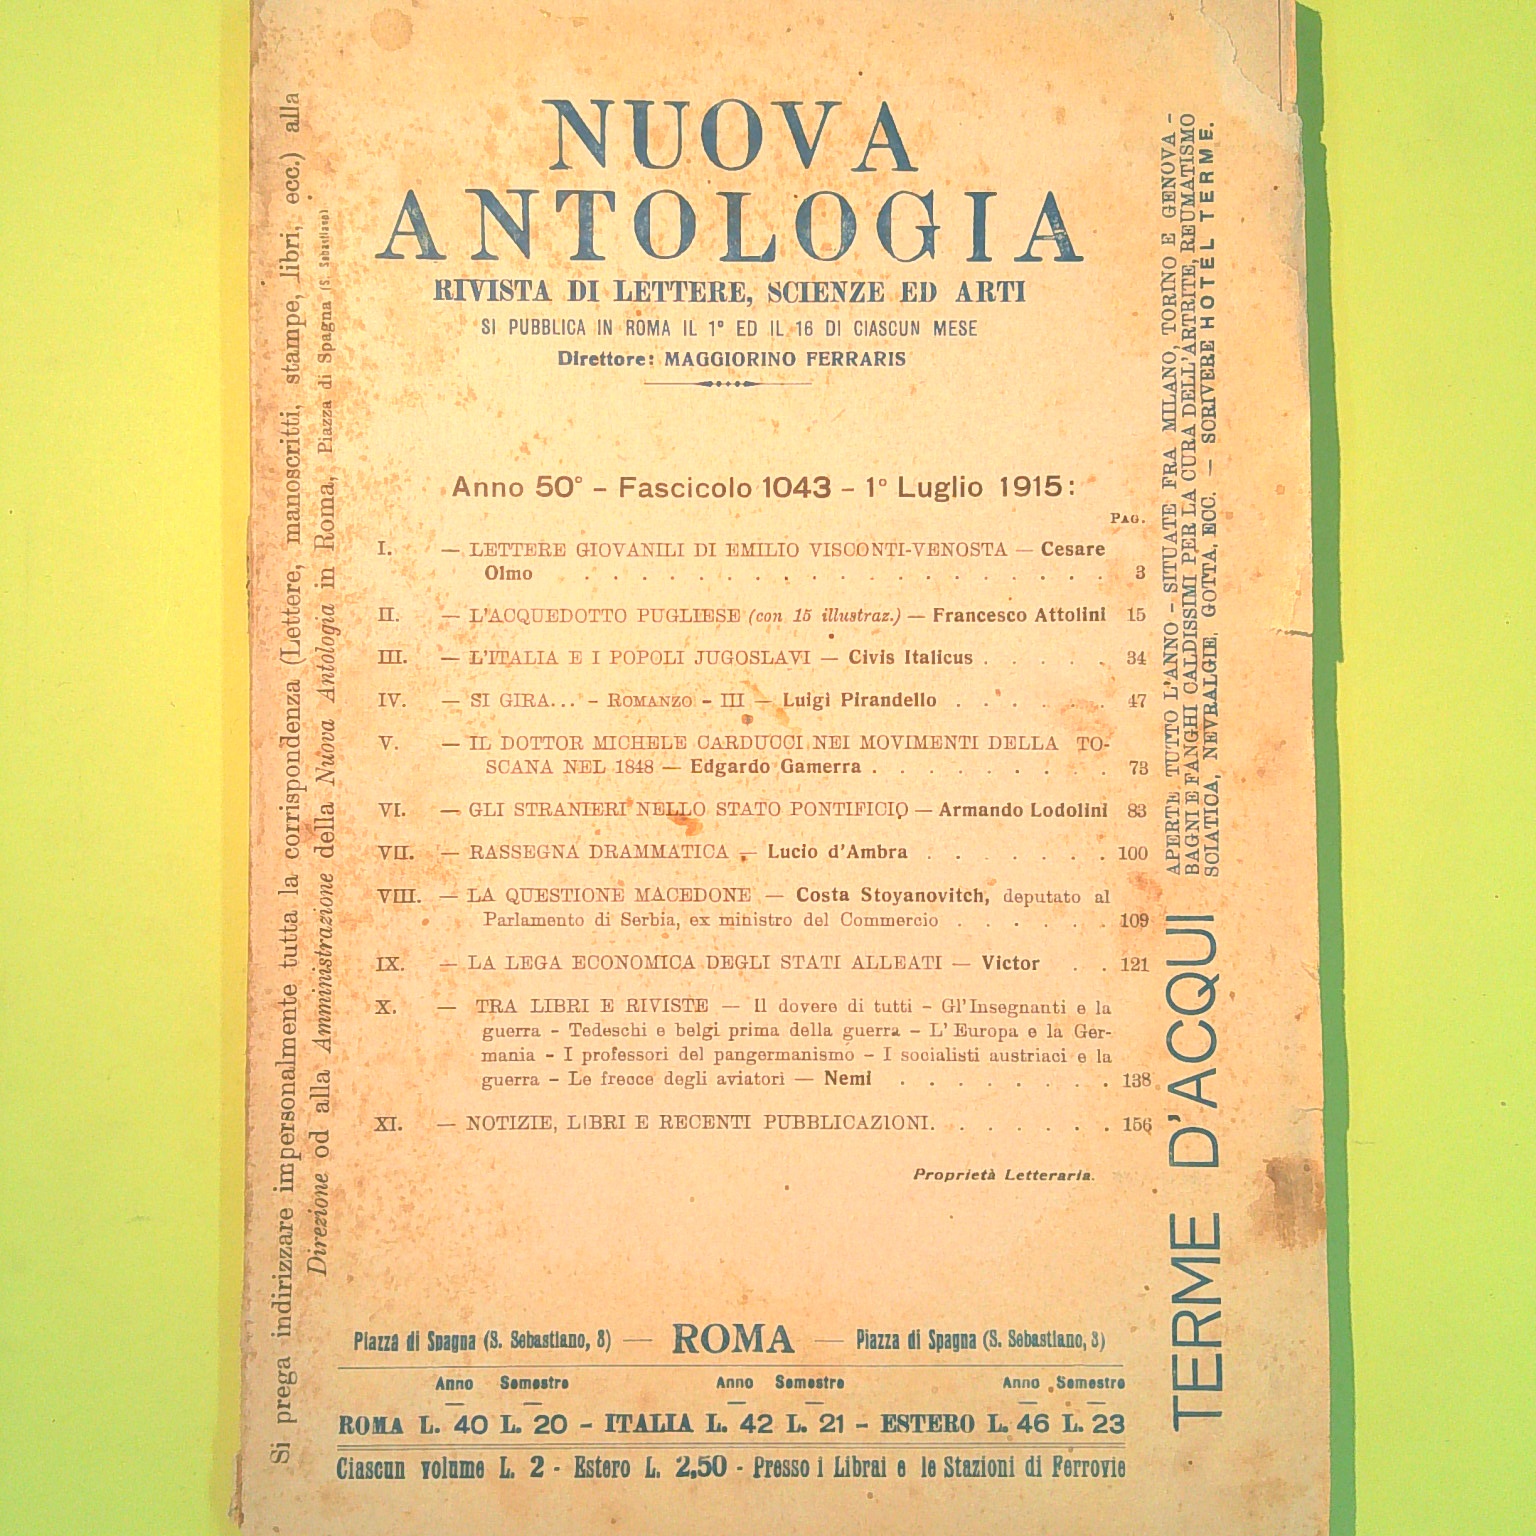 NUOVA
ANTOLOGIA
RIVISTA DI LETTERE, SCIENZE ED ARTI
SI PUBBLICA IN ROMA IL 1° ED IL 16 DI CIASCUN MESE
Direttore: MAGGIORINO FERRARIS
Anno 50° - Fascicolo 1043 - 1° Luglio 1915:
PAG.
I. — LETTERE GIOVANILI DI EMILIO VISCONTI-VENOSTA — Cesare
Olmo . . . . . . . . . . . . . . . . . . 3
II. — L'ACQUEDOTTO PUGLIESE (con 15 illustraz.) — Francesco Attolini 15
III. — L'ITALIA E I POPOLI JUGOSLAVI — Civis Italicus . . . . . 34
IV. — SI GIRA... - ROMANZO - III — Luigi Pirandello . . . . . 47
V. — IL DOTTOR MICHELE CARDUCCI NEI MOVIMENTI DELLA TO-
SCANA NEL 1848 — Edgardo Gamerra . . . . . . . . . 73
VI. — GLI STRANIERI NELLO STATO PONTIFICIO — Armando Lodolini 83
VII. — RASSEGNA DRAMMATICA — Lucio d'Ambra . . . . . . . 100
VIII. — LA QUESTIONE MACEDONE — Costa Stoyanovitch, deputato al
Parlamento di Serbia, ex ministro del Commercio . . . . . . 109
IX. — LA LEGA ECONOMICA DEGLI STATI ALLEATI — Victor . . 121
X. — TRA LIBRI E RIVISTE — Il dovere di tutti - Gl'Insegnanti e la
guerra - Tedeschi e belgi prima della guerra - L'Europa e la Ger-
mania - I professori del pangermanismo - I socialisti austriaci e la
guerra - Le frecce degli aviatori — Nemi . . . . . . . . 138
XI. — NOTIZIE, LIBRI E RECENTI PUBBLICAZIONI. . . . . . . 156
Proprietà Letteraria.
Piazza di Spagna (S. Sebastiano, 3) — ROMA — Piazza di Spagna (S. Sebastiano, 3)
Anno Semestre Anno Semestre Anno Semestre
ROMA L. 40 L. 20 - ITALIA L. 42 L. 21 - ESTERO L. 46 L. 23
Ciascun volume L. 2 - Estero L. 2,50 - Presso i Librai e le Stazioni di Ferrovie
Si prega indirizzare impersonalmente tutta la corrispondenza (Lettere, manoscritti, stampe, libri, ecc.) alla
Direzione od alla Amministrazione della Nuova Antologia in Roma, Piazza di Spagna (S. Sebastiano)
TERME D'ACQUI
APERTE TUTTO L'ANNO - SITUATE FRA MILANO, TORINO E GENOVA -
BAGNI E FANGHI CALDISSIMI PER LA CURA DELL'ARTRITE, REUMATISMO
SCIATICA, NEVRALGIE, GOTTA, ECC. — SCRIVERE HOTEL TERME.